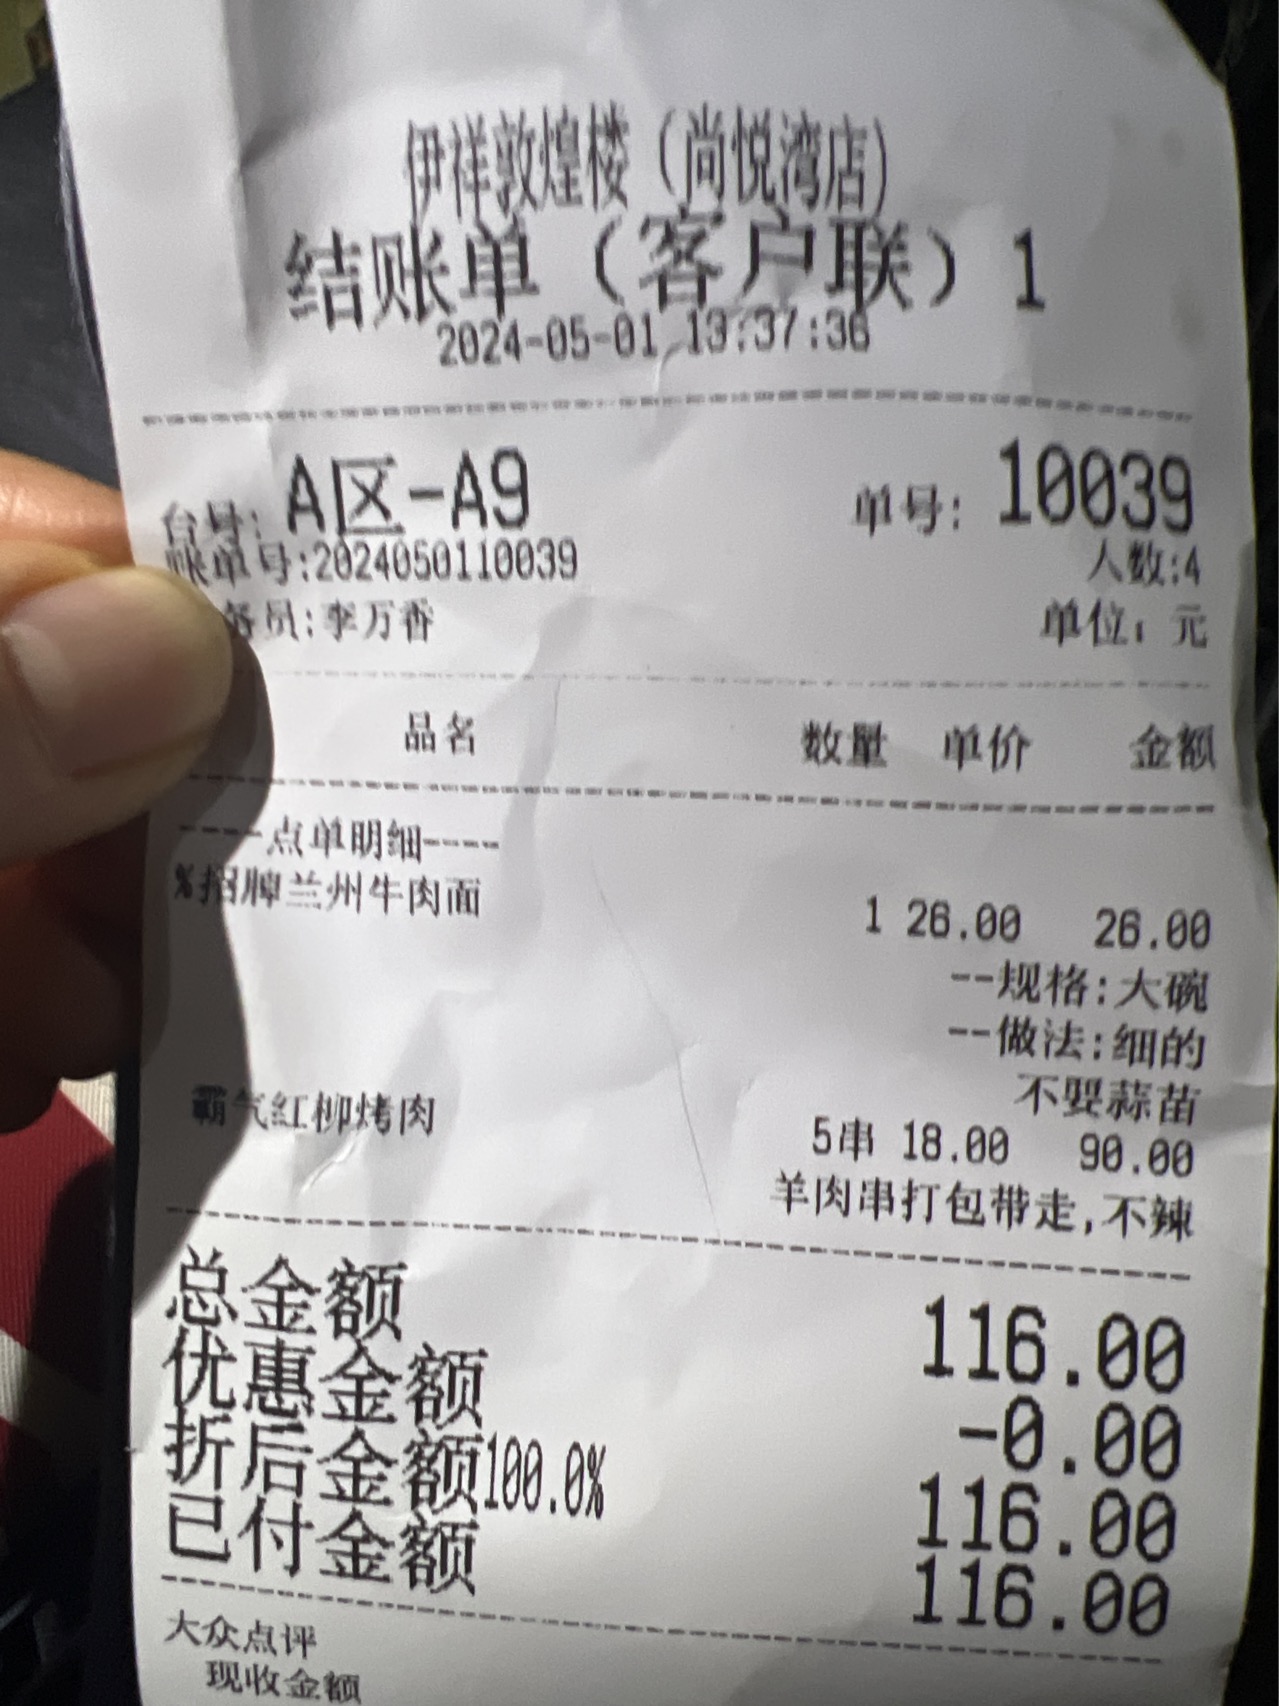 伊祥敦煌楼（尚悦湾店）
结账单（客户联）1
2024-05-01 13:37:36
台号: A区-A9 单号: 10039
账单号:2024050110039 人数:4
务员:李万香 单位: 元
品名 数量 单价 金额
----点单明细----
%招牌兰州牛肉面
1 26.00 26.00
--规格:大碗
--做法:细的
不要蒜苗
霸气红柳烤肉
5串 18.00 90.00
羊肉串打包带走,不辣
总金额 116.00
优惠金额 -0.00
折后金额100.0% 116.00
已付金额 116.00
大众点评
现收金额